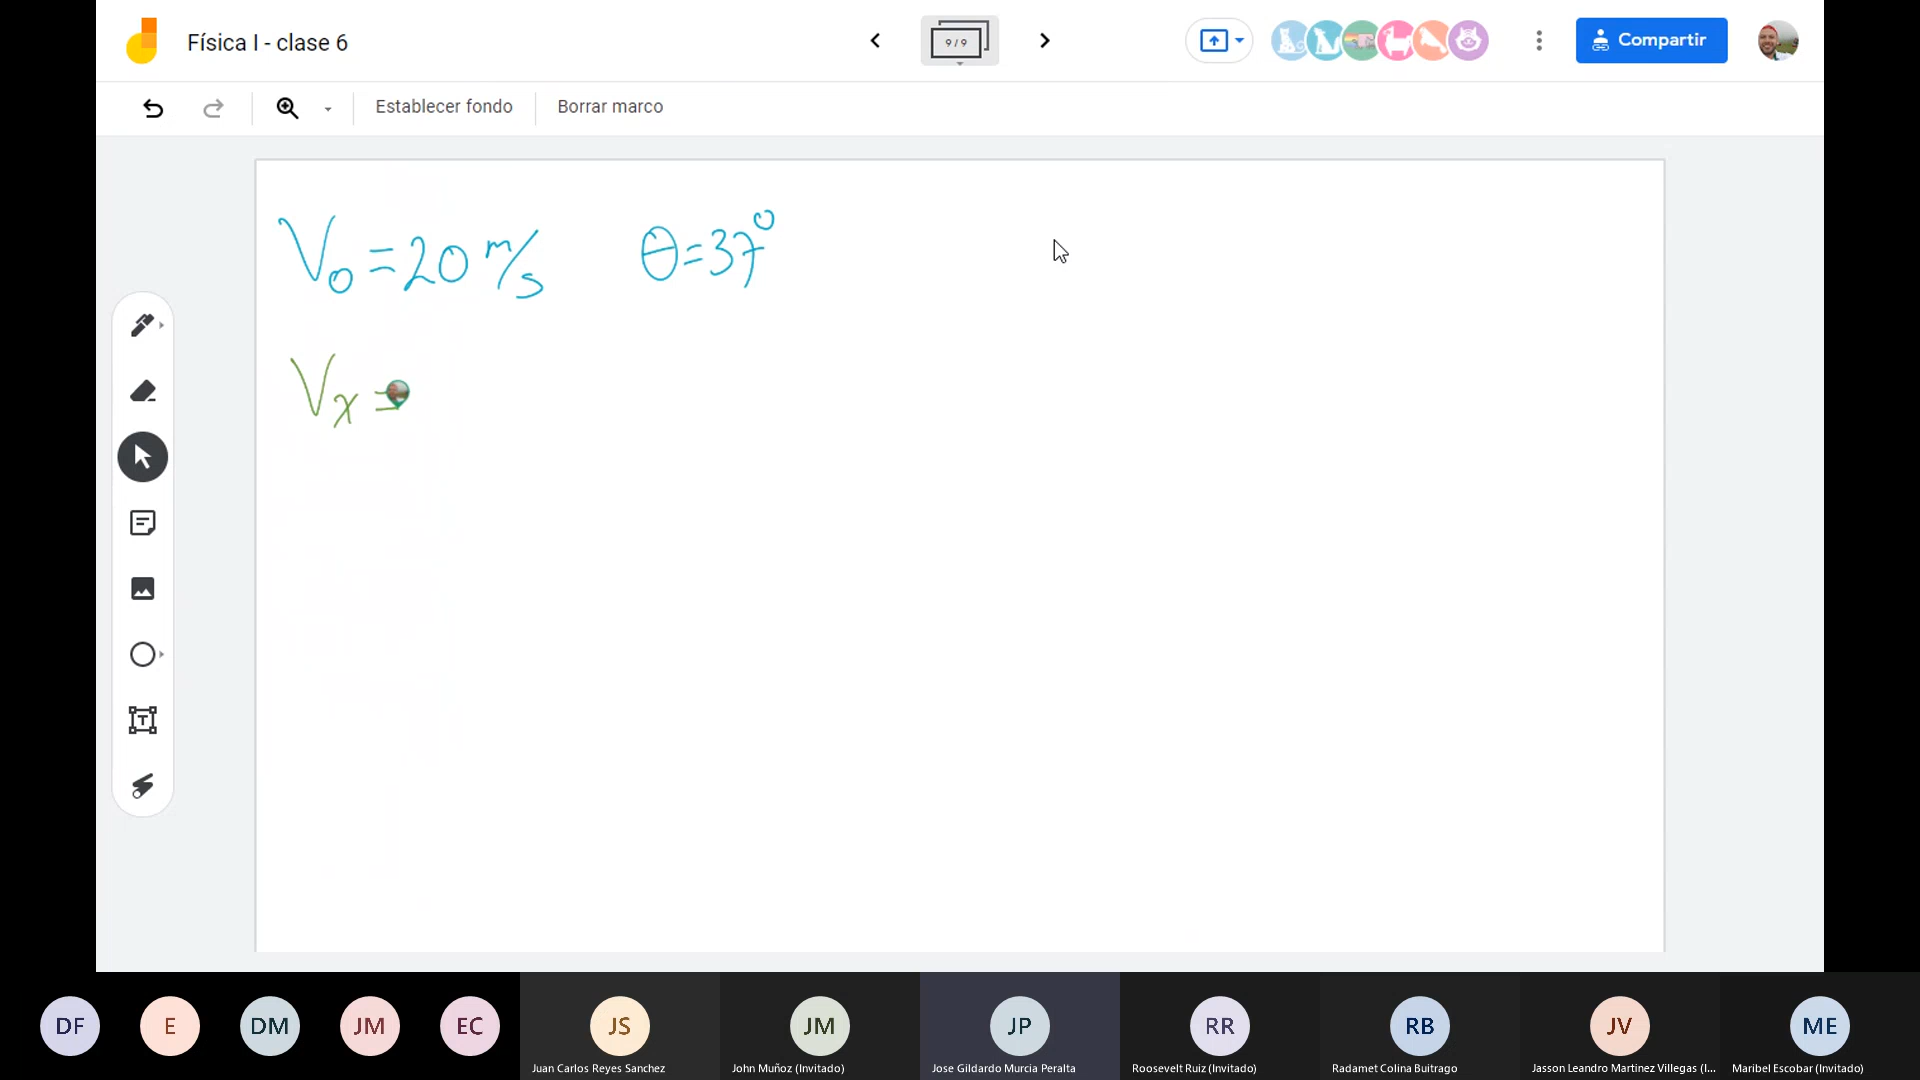 Física I - clase 6
9/9
Compartir
Establecer fondo
Borrar marco
V₀ = 20 m/s
θ = 37°
Vₓ =
T
DF
E
DM
JM
EC
JS
JM
JP
RR
RB
JV
ME
Juan Carlos Reyes Sanchez
John Muñoz (Invitado)
Jose Gildardo Murcia Peralta
Roosevelt Ruiz (Invitado)
Radamet Colina Buitrago
Jasson Leandro Martinez Villegas (I...
Maribel Escobar (Invitado)